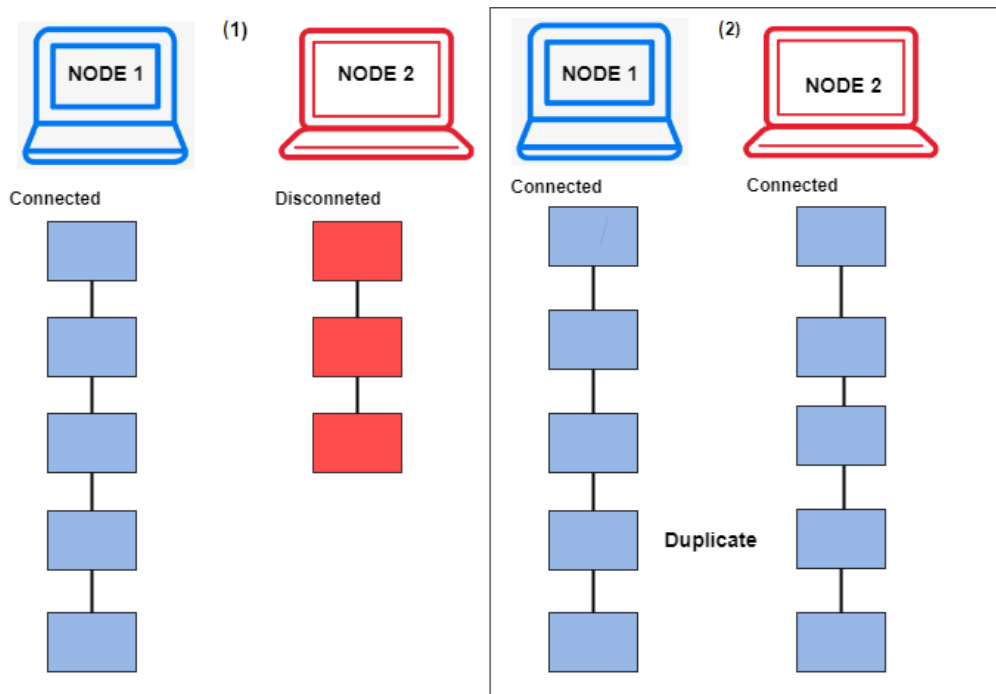 (1)
NODE 1
NODE 2
Connected
Disconneted
(2)
NODE 1
NODE 2
Connected
Connected
Duplicate